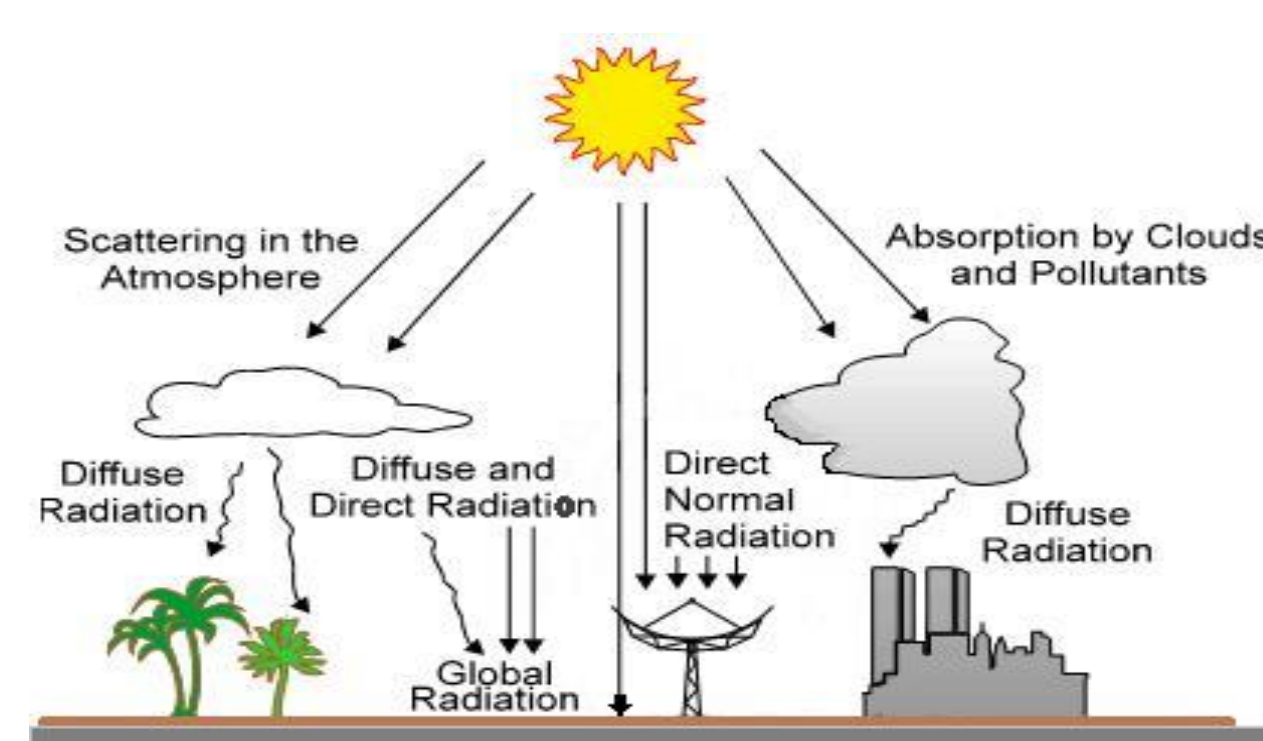 Scattering in the
Atmosphere
Absorption by Clouds
and Pollutants
Diffuse
Radiation
Diffuse and
Direct Radiation
Direct
Normal
Radiation
Diffuse
Radiation
Global
Radiation